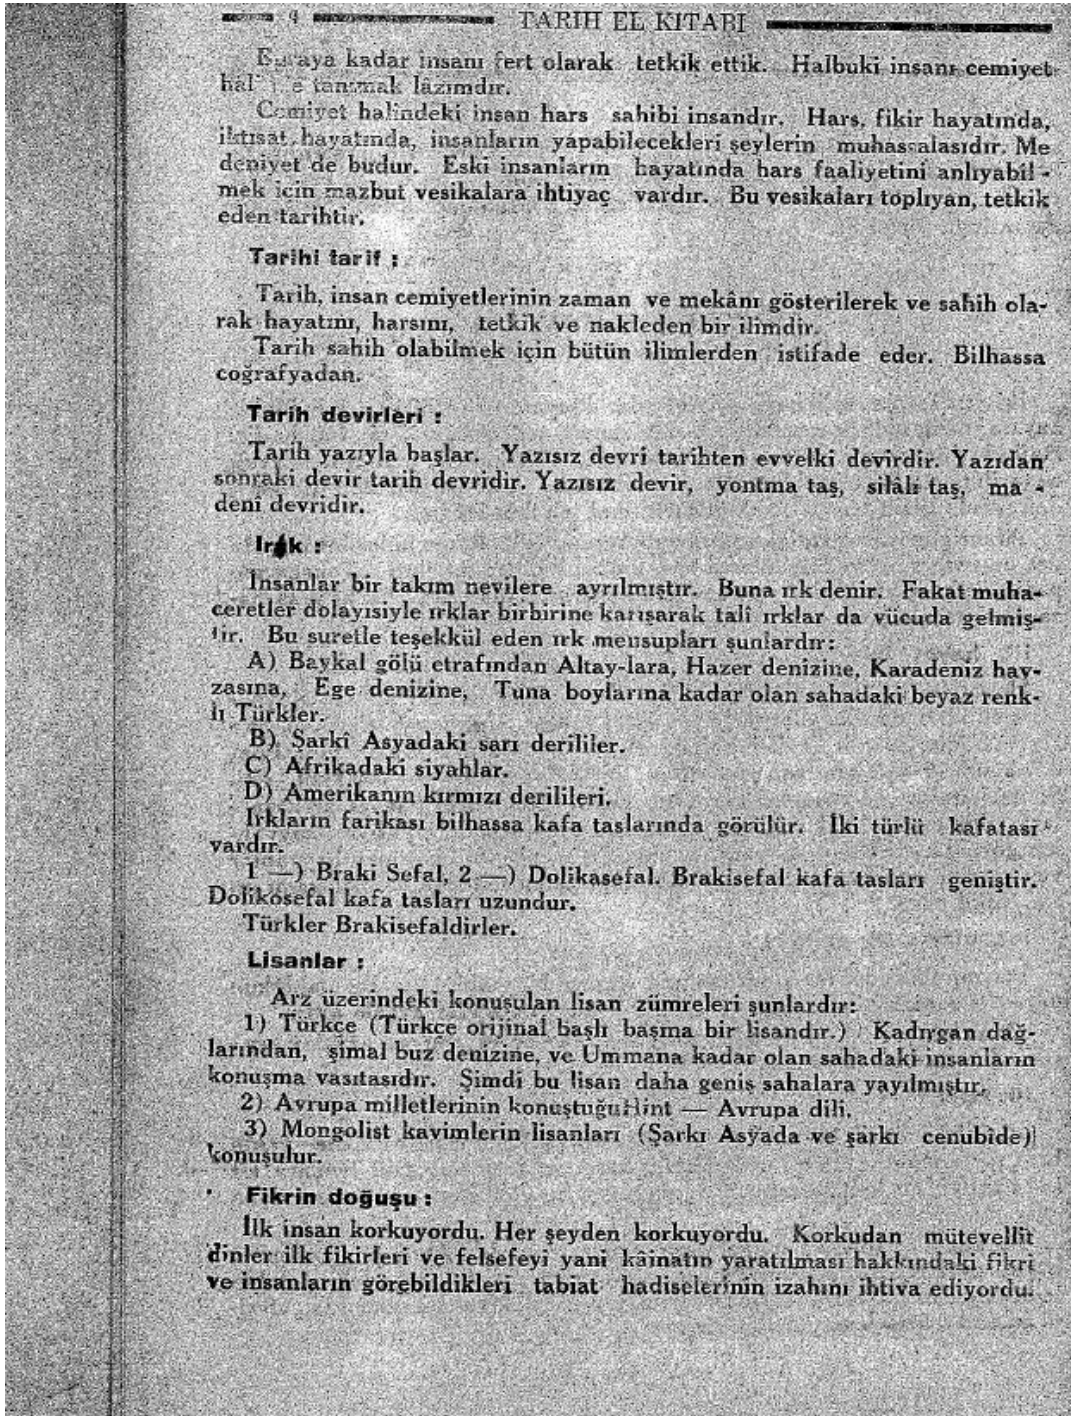 4 TARİH EL KİTABI
Buraya kadar insanı fert olarak tetkik ettik. Halbuki insanı cemiyet
tanımak lâzımdır.
Cemiyet halindeki insan hars sahibi insandır. Hars, fikir hayatında,
iktısat hayatında, insanların yapabilecekleri şeylerin muhassalasıdır. Me
deniyet de budur. Eski insanların hayatında hars faaliyetini anlıyabil-
mek için mazbut vesikalara ihtiyaç vardır. Bu vesikaları toplıyan, tetkik
eden tarihtir.
Tarihi tarif :
Tarih, insan cemiyetlerinin zaman ve mekânı gösterilerek ve sahih ola-
rak hayatını, harsını, tetkik ve nakleden bir ilimdir.
Tarih sahih olabilmek için bütün ilimlerden istifade eder. Bilhassa
coğrafyadan.
Tarih devirleri :
Tarih yazıyla başlar. Yazısız devri tarihten evvelki devirdir. Yazıdan
sonraki devir tarih devridir. Yazısız devir, yontma taş, silâlı taş, ma-
denî devridir.
Irk :
İnsanlar bir takım nevilere ayrılmıştır. Buna ırk denir. Fakat muha-
ceretler dolayısiyle ırklar birbirine karışarak talî ırklar da vücuda gelmiş-
tir. Bu suretle teşekkül eden ırk mensupları şunlardır:
A) Baykal gölü etrafından Altay-lara, Hazer denizine, Karadeniz hav-
zasına, Ege denizine, Tuna boylarına kadar olan sahadaki beyaz renk-
li Türkler.
B) Şarkî Asyadaki sarı derililer.
C) Afrikadaki siyahlar.
D) Amerikanın kırmızı derilileri.
Irkların farikası bilhassa kafa taslarında görülür. İki türlü kafatası
vardır.
1 —) Braki Sefal. 2 —) Dolikasefal. Brakisefal kafa tasları geniştir.
Dolikosefal kafa tasları uzundur.
Türkler Brakisefaldirler.
Lisanlar :
Arz üzerindeki konuşulan lisan zümreleri şunlardır:
1) Türkçe (Türkçe orijinal başlı başına bir lisandır.) Kadırgan dağ-
larından, şimal buz denizine, ve Ummana kadar olan sahadaki insanların
konuşma vasıtasıdır. Şimdi bu lisan daha geniş sahalara yayılmıştır.
2) Avrupa milletlerinin konuştuğu Hint — Avrupa dili.
3) Mongolist kavimlerin lisanları (Şarkı Asyada ve şarkı cenubide)
konuşulur.
Fikrin doğuşu :
İlk insan korkuyordu. Her şeyden korkuyordu. Korkudan mütevellit
dinler ilk fikirleri ve felsefeyi yani kâinatın yaratılması hakkındaki fikri
ve insanların görebildikleri tabiat hadiselerinin izahını ihtiva ediyordu.